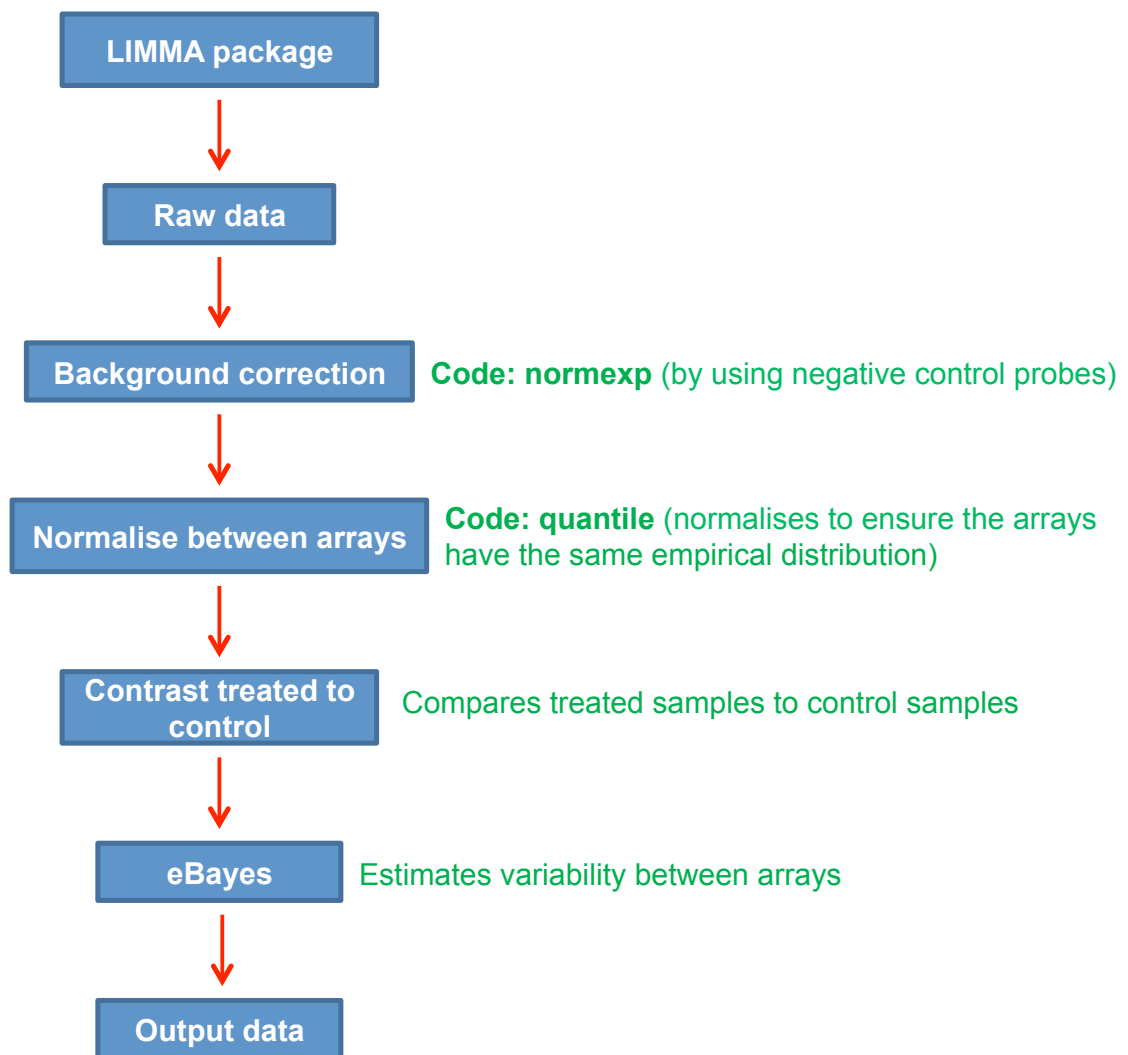 LIMMA package
Raw data
Background correction
Code: normexp (by using negative control probes)
Normalise between arrays
Code: quantile (normalises to ensure the arrays
have the same empirical distribution)
Contrast treated to
control
Compares treated samples to control samples
eBayes
Estimates variability between arrays
Output data